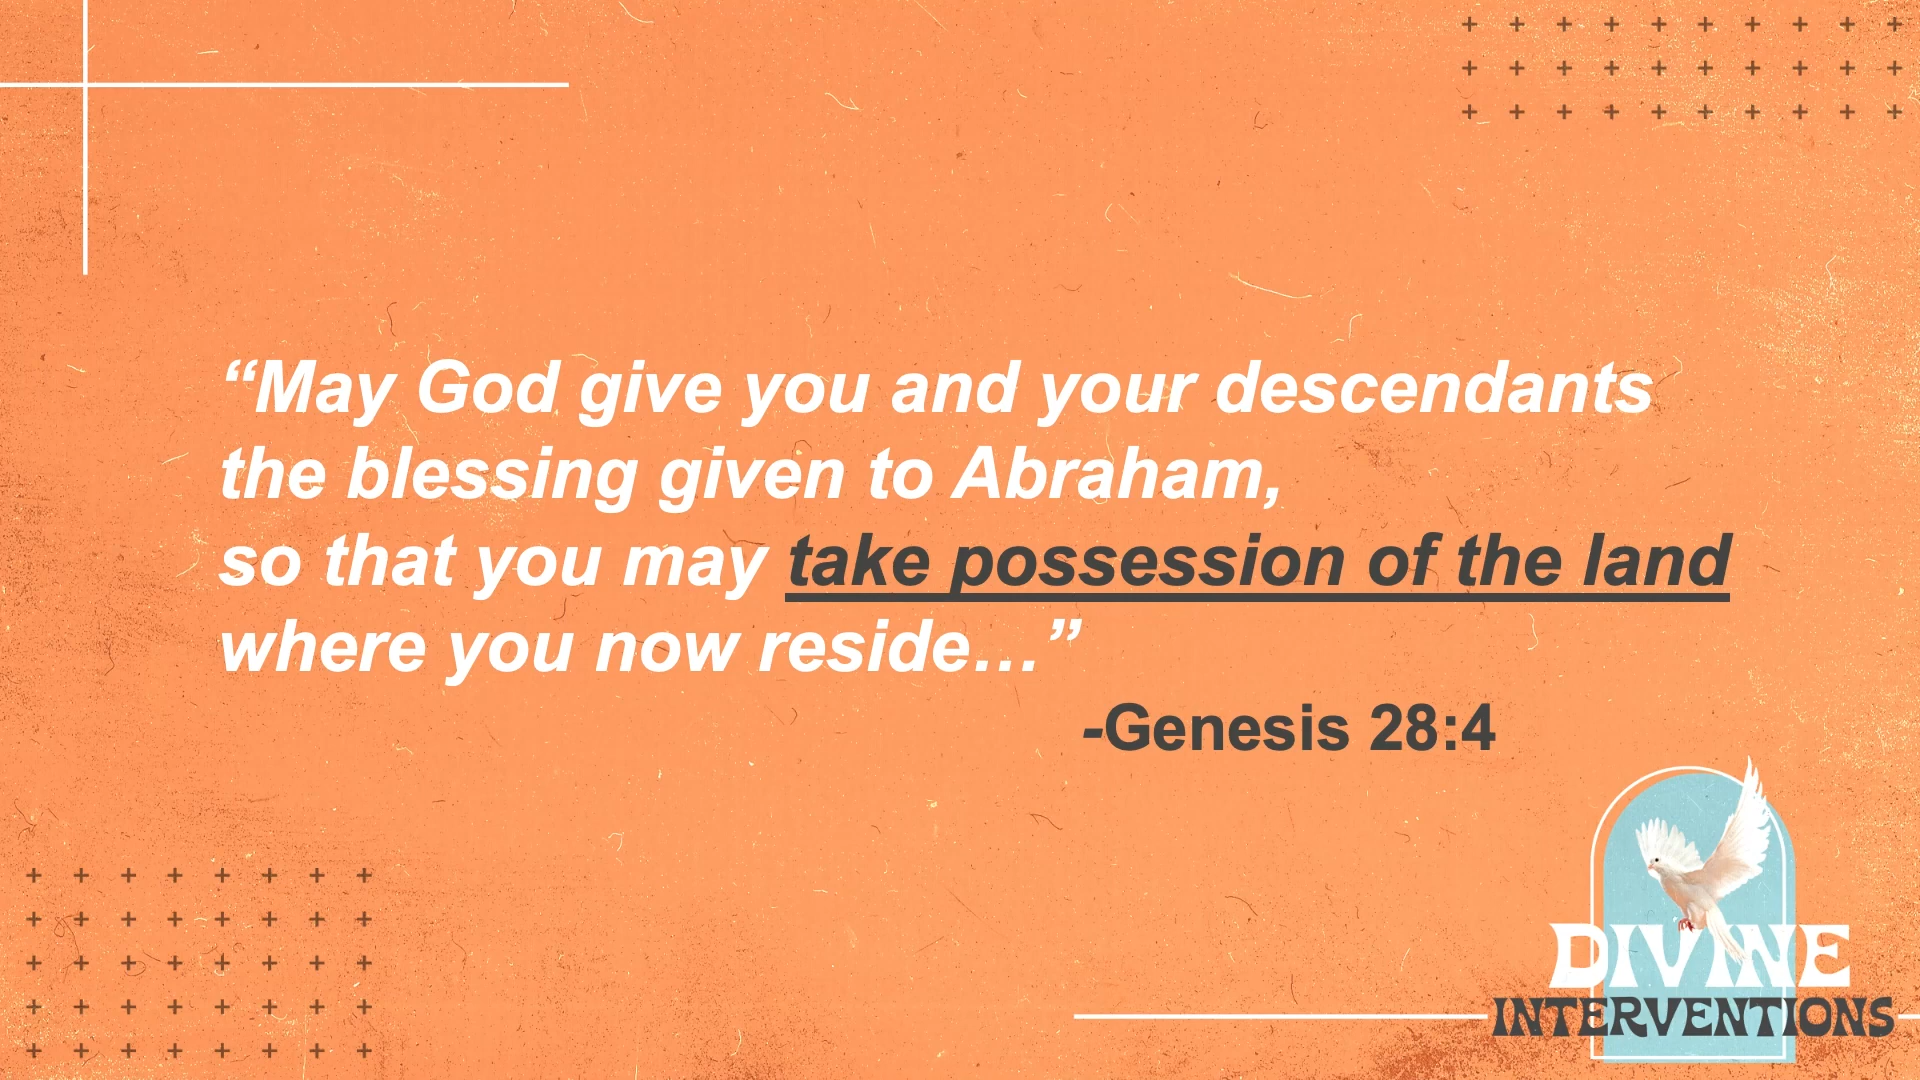 “May God give you and your descendants
the blessing given to Abraham,
so that you may take possession of the land
where you now reside…”
-Genesis 28:4
DIVINE
INTERVENTIONS